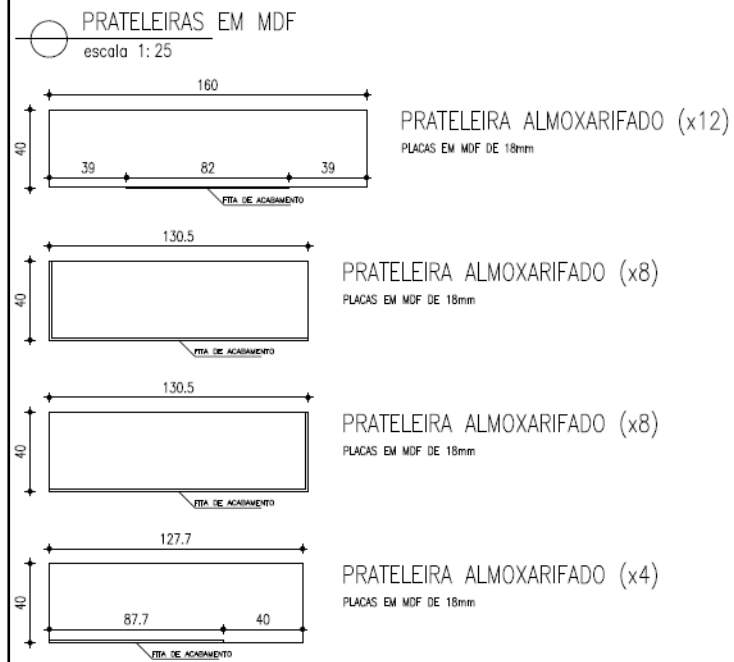 PRATELEIRAS EM MDF
escala 1:25
160
40
39 82 39
FITA DE ACABAMENTO
PRATELEIRA ALMOXARIFADO (x12)
PLACAS EM MDF DE 18mm
130.5
40
FITA DE ACABAMENTO
PRATELEIRA ALMOXARIFADO (x8)
PLACAS EM MDF DE 18mm
130.5
40
FITA DE ACABAMENTO
PRATELEIRA ALMOXARIFADO (x8)
PLACAS EM MDF DE 18mm
127.7
40
87.7 40
FITA DE ACABAMENTO
PRATELEIRA ALMOXARIFADO (x4)
PLACAS EM MDF DE 18mm